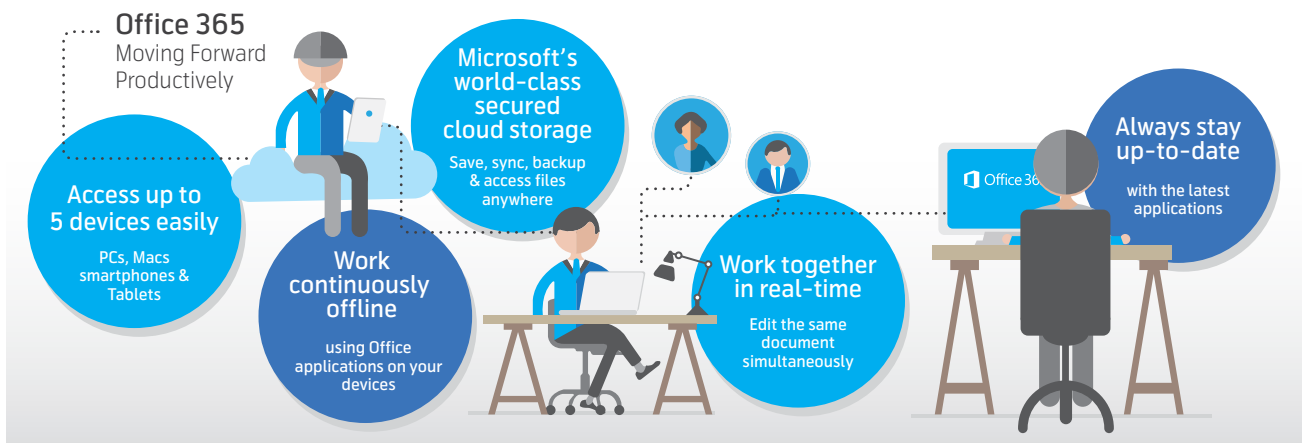 Office 365
Moving Forward
Productively
Access up to
5 devices easily
PCs, Macs
smartphones &
Tablets
Work
continuously
offline
using Office
applications on your
devices
Microsoft's
world-class
secured
cloud storage
Save, sync, backup
& access files
anywhere
Work together
in real-time
Edit the same
document
simultaneously
Office 36
Always stay
up-to-date
with the latest
applications